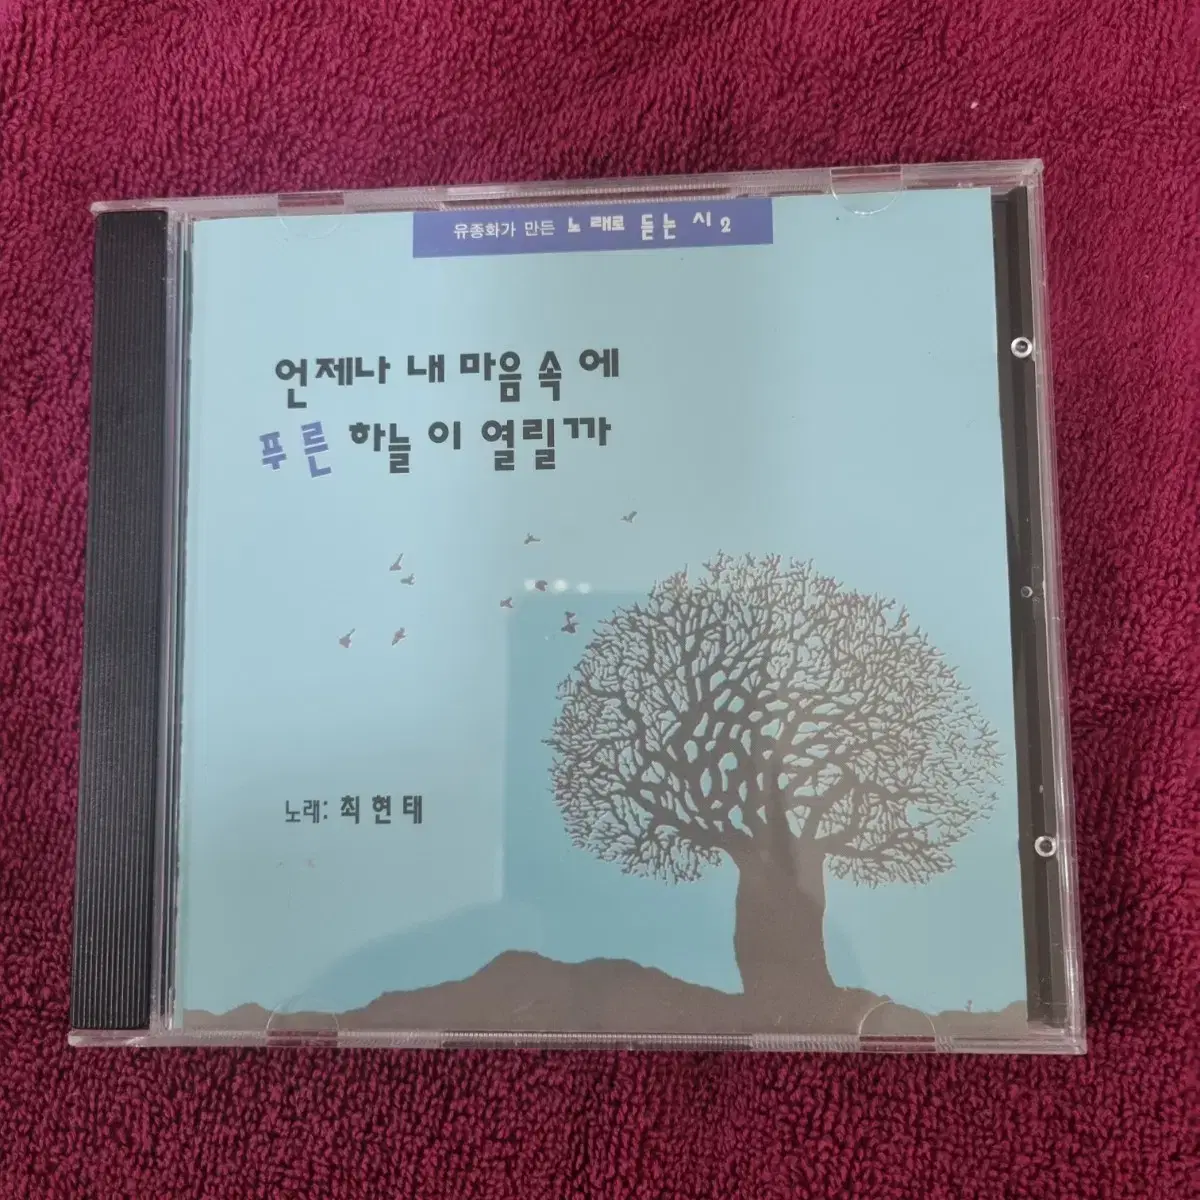 유종화가 만든 노래로 듣는 시 2
언제나 내 마음 속에
푸른 하늘이 열릴까
노래: 최현태